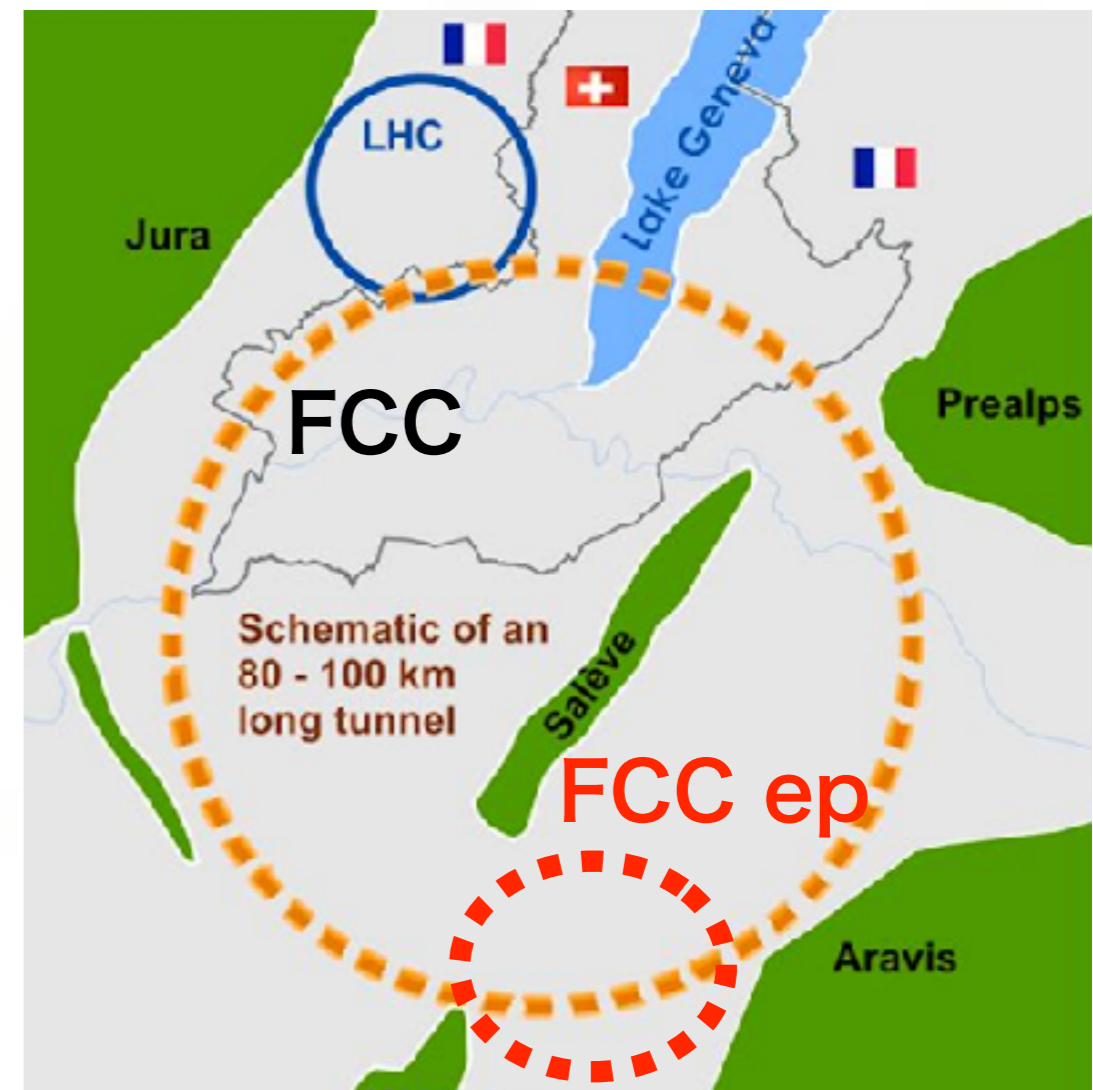 LHC
Lake Geneva
Jura
FCC
Prealps
Schematic of an
80 - 100 km
long tunnel
Salève
FCC ep
Aravis